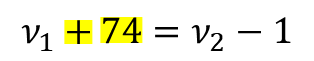 ν₁ + 74 = ν₂ − 1